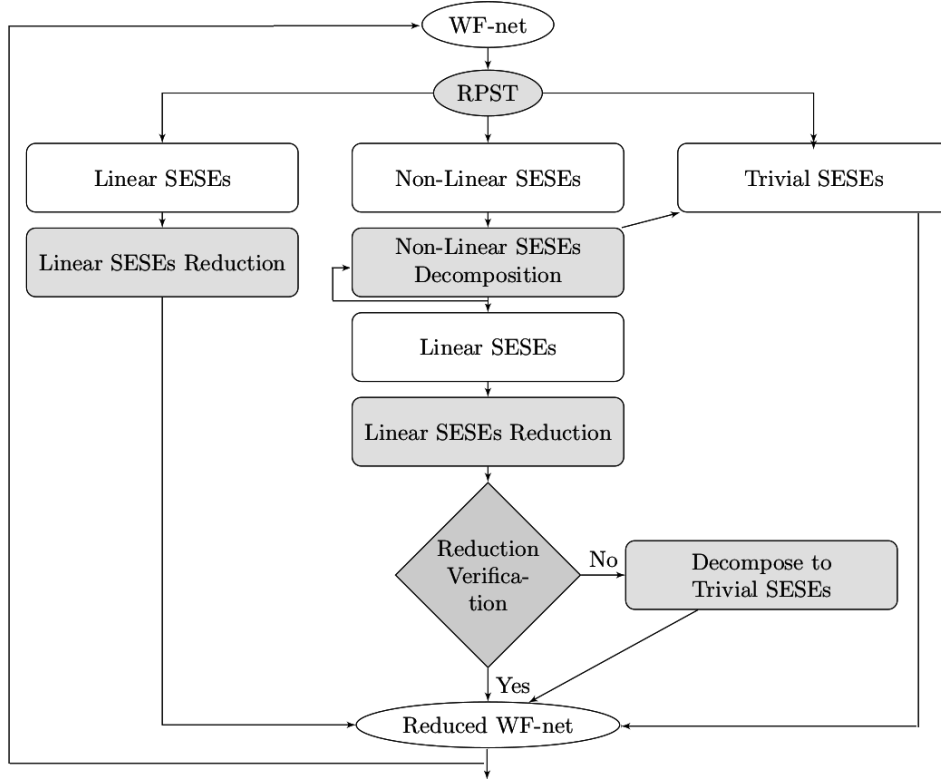 WF-net
RPST
Linear SESEs
Non-Linear SESEs
Trivial SESEs
Linear SESEs Reduction
Non-Linear SESEs
Decomposition
Linear SESEs
Linear SESEs Reduction
Reduction
Verifica-
tion
No
Decompose to
Trivial SESEs
Yes
Reduced WF-net